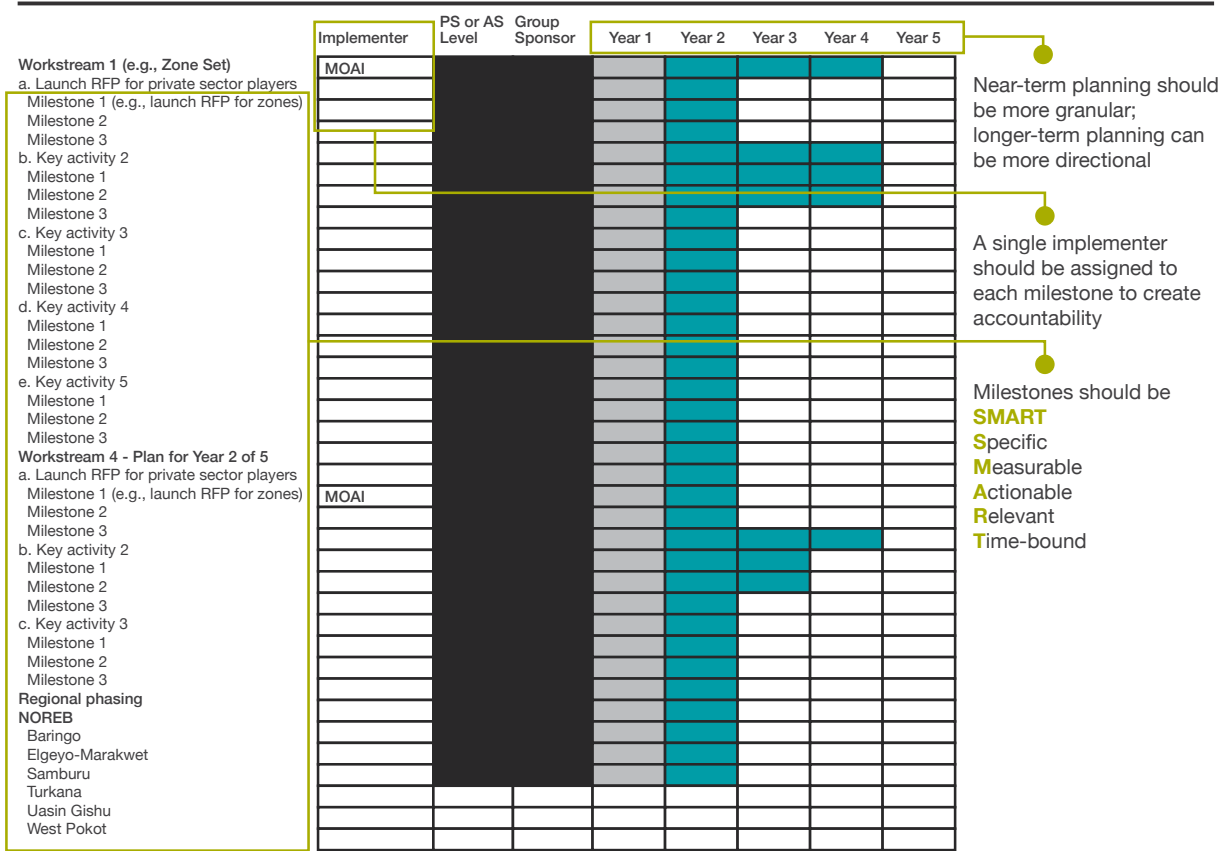 Implementer
PS or AS
Level
Group
Sponsor
Year 1
Year 2
Year 3
Year 4
Year 5
Workstream 1 (e.g., Zone Set)
MOAI
a. Launch RFP for private sector players
Milestone 1 (e.g., launch RFP for zones)
Milestone 2
Milestone 3
b. Key activity 2
Milestone 1
Milestone 2
Milestone 3
c. Key activity 3
Milestone 1
Milestone 2
Milestone 3
d. Key activity 4
Milestone 1
Milestone 2
Milestone 3
e. Key activity 5
Milestone 1
Milestone 2
Milestone 3
Workstream 4 - Plan for Year 2 of 5
a. Launch RFP for private sector players
Milestone 1 (e.g., launch RFP for zones)
MOAI
Milestone 2
Milestone 3
b. Key activity 2
Milestone 1
Milestone 2
Milestone 3
c. Key activity 3
Milestone 1
Milestone 2
Milestone 3
Regional phasing
NOREB
Baringo
Elgeyo-Marakwet
Samburu
Turkana
Uasin Gishu
West Pokot
Near-term planning should
be more granular;
longer-term planning can
be more directional
A single implementer
should be assigned to
each milestone to create
accountability
Milestones should be
SMART
Specific
Measurable
Actionable
Relevant
Time-bound